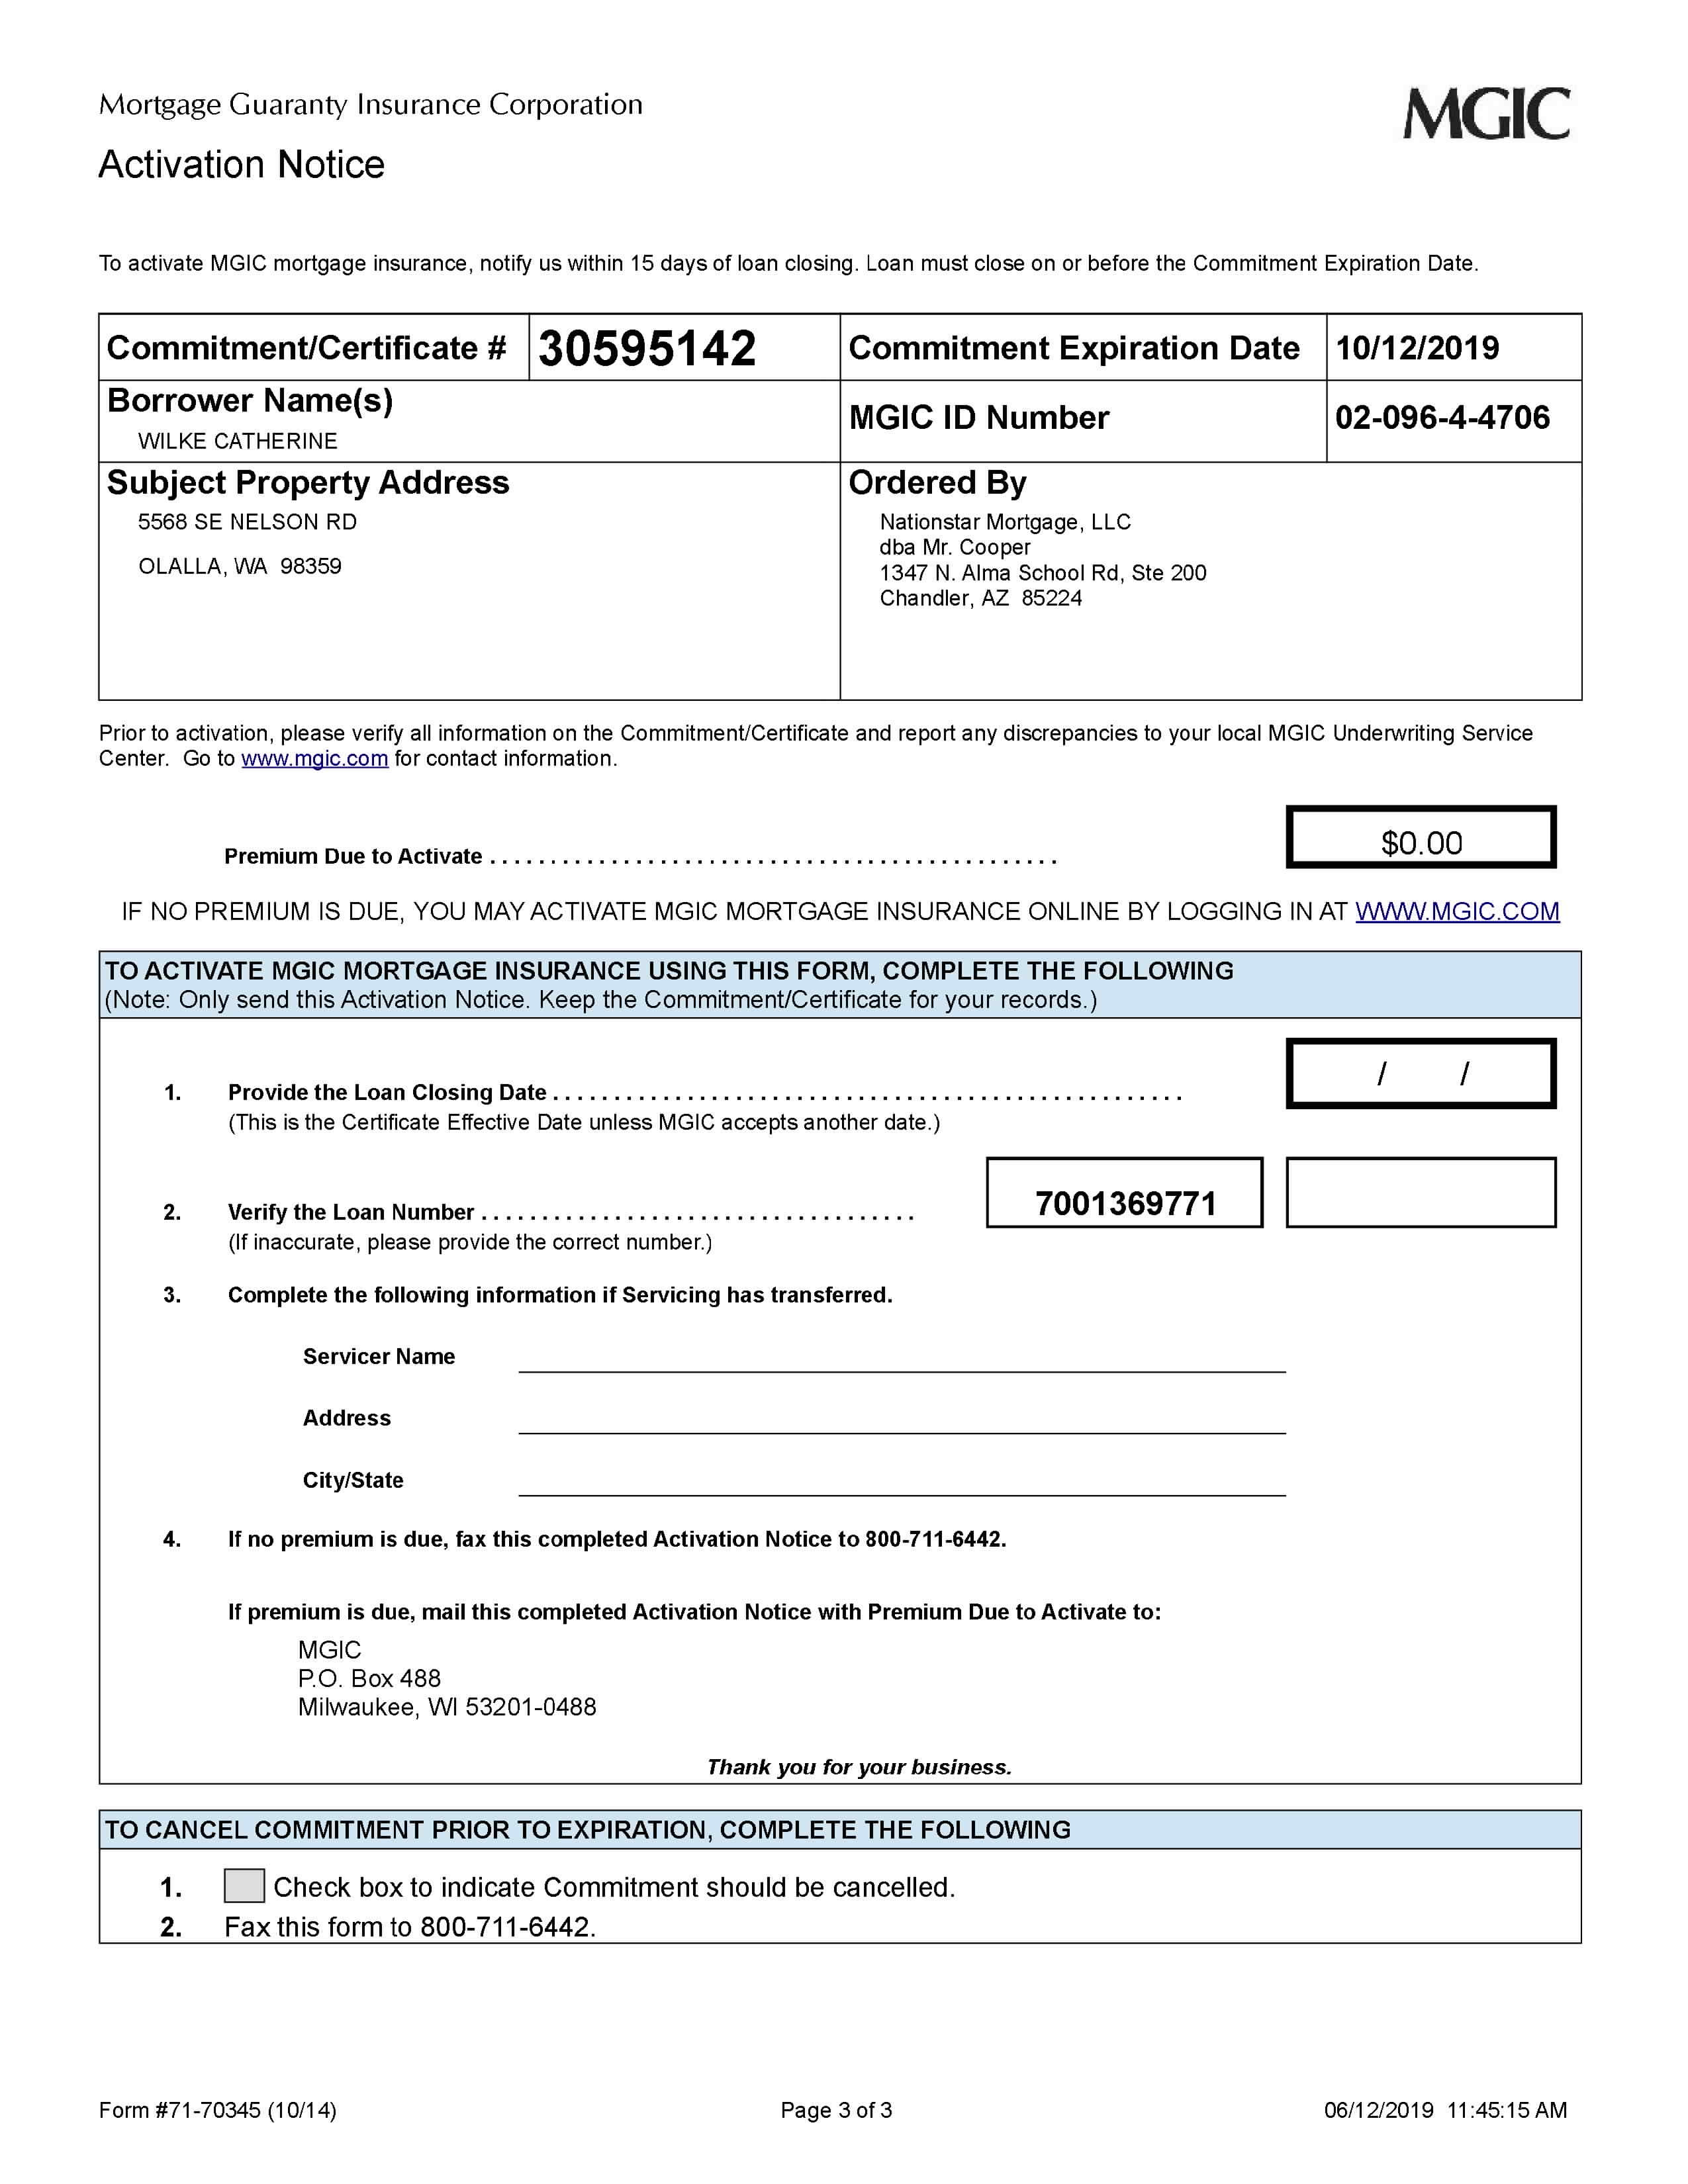 Mortgage Guaranty Insurance Corporation
MGIC
Activation Notice
To activate MGIC mortgage insurance, notify us within 15 days of loan closing. Loan must close on or before the Commitment Expiration Date.
Commitment/Certificate # 30595142 Commitment Expiration Date 10/12/2019
Borrower Name(s)
WILKE CATHERINE
MGIC ID Number 02-096-4-4706
Subject Property Address
5568 SE NELSON RD
OLALLA, WA 98359
Ordered By
Nationstar Mortgage, LLC
dba Mr. Cooper
1347 N. Alma School Rd, Ste 200
Chandler, AZ 85224
Prior to activation, please verify all information on the Commitment/Certificate and report any discrepancies to your local MGIC Underwriting Service
Center. Go to www.mgic.com for contact information.
Premium Due to Activate . . . . . . . . . . . . . . . . . . . . . . . . . . . . . . . . . . . . . . . . . . . . . . . $0.00
IF NO PREMIUM IS DUE, YOU MAY ACTIVATE MGIC MORTGAGE INSURANCE ONLINE BY LOGGING IN AT WWW.MGIC.COM
TO ACTIVATE MGIC MORTGAGE INSURANCE USING THIS FORM, COMPLETE THE FOLLOWING
(Note: Only send this Activation Notice. Keep the Commitment/Certificate for your records.)
1. Provide the Loan Closing Date . . . . . . . . . . . . . . . . . . . . . . . . . . . . . . . . . . . . . . . . . . . . . . . . . . . . / /
(This is the Certificate Effective Date unless MGIC accepts another date.)
2. Verify the Loan Number . . . . . . . . . . . . . . . . . . . . . . . . . . . . . . . . . . . . 7001369771
(If inaccurate, please provide the correct number.)
3. Complete the following information if Servicing has transferred.
Servicer Name
Address
City/State
4. If no premium is due, fax this completed Activation Notice to 800-711-6442.
If premium is due, mail this completed Activation Notice with Premium Due to Activate to:
MGIC
P.O. Box 488
Milwaukee, WI 53201-0488
Thank you for your business.
TO CANCEL COMMITMENT PRIOR TO EXPIRATION, COMPLETE THE FOLLOWING
1. Check box to indicate Commitment should be cancelled.
2. Fax this form to 800-711-6442.
Form #71-70345 (10/14) Page 3 of 3 06/12/2019 11:45:15 AM